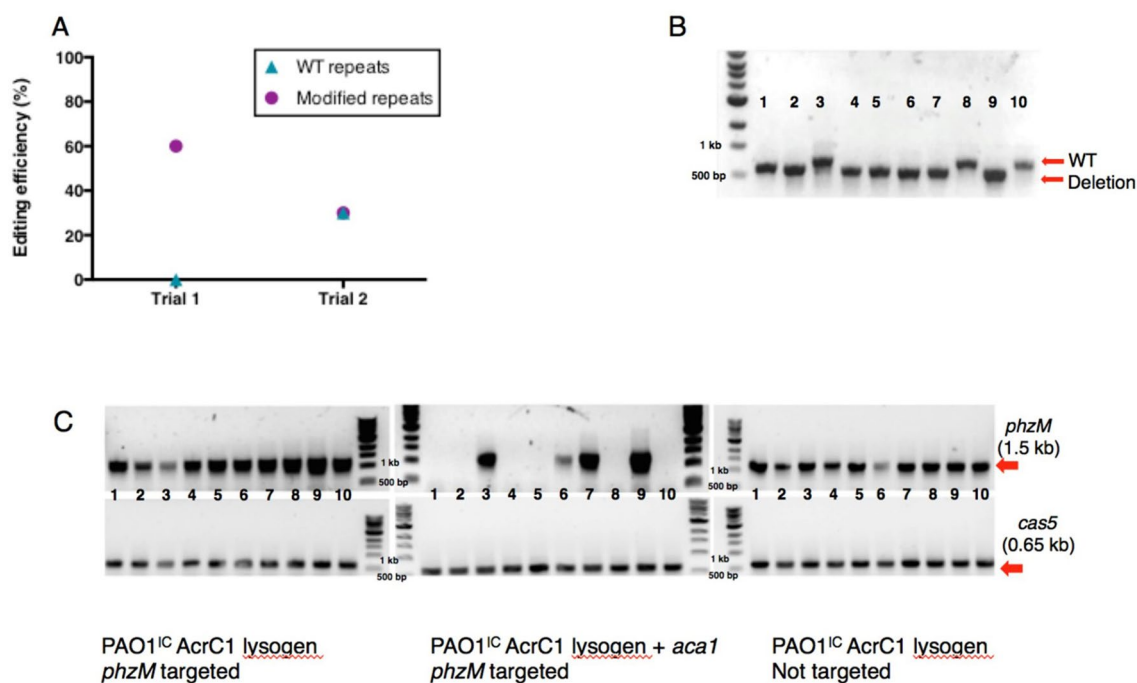 A
100
80
60
40
20
0
Editing efficiency (%)
WT repeats
Modified repeats
Trial 1
Trial 2
B
1 2 3 4 5 6 7 8 9 10
1 kb
500 bp
WT
Deletion
C
phzM
(1.5 kb)
1 kb 1 kb 1 kb
500 bp 500 bp 500 bp
1 2 3 4 5 6 7 8 9 10 1 2 3 4 5 6 7 8 9 10 1 2 3 4 5 6 7 8 9 10
cas5
(0.65 kb)
1 kb 1 kb 1 kb
500 bp 500 bp 500 bp
PAO1IC AcrC1 lysogen
phzM targeted
PAO1IC AcrC1 lysogen + aca1
phzM targeted
PAO1IC AcrC1 lysogen
Not targeted